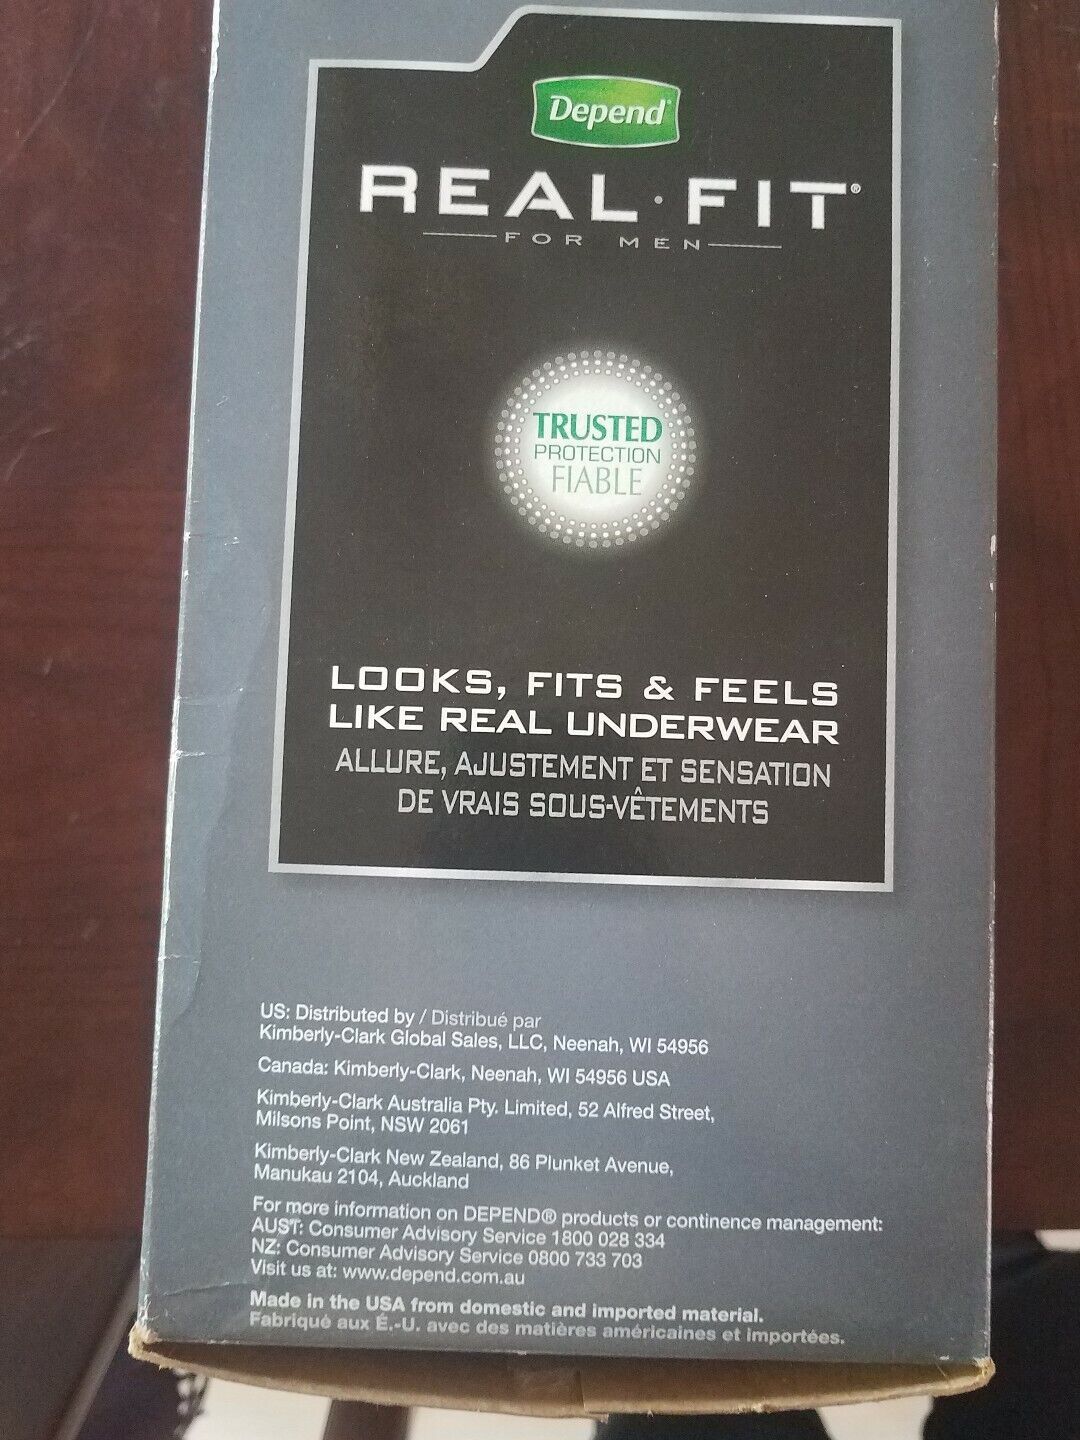 Depend®
REAL·FIT®
FOR MEN
TRUSTED
PROTECTION
FIABLE
LOOKS, FITS & FEELS
LIKE REAL UNDERWEAR
ALLURE, AJUSTEMENT ET SENSATION
DE VRAIS SOUS-VÊTEMENTS
US: Distributed by / Distribué par
Kimberly-Clark Global Sales, LLC, Neenah, WI 54956
Canada: Kimberly-Clark, Neenah, WI 54956 USA
Kimberly-Clark Australia Pty. Limited, 52 Alfred Street,
Milsons Point, NSW 2061
Kimberly-Clark New Zealand, 86 Plunket Avenue,
Manukau 2104, Auckland
For more information on DEPEND® products or continence management:
AUST: Consumer Advisory Service 1800 028 334
NZ: Consumer Advisory Service 0800 733 703
Visit us at: www.depend.com.au
Made in the USA from domestic and imported material.
Fabriqué aux É.-U. avec des matières américaines et importées.